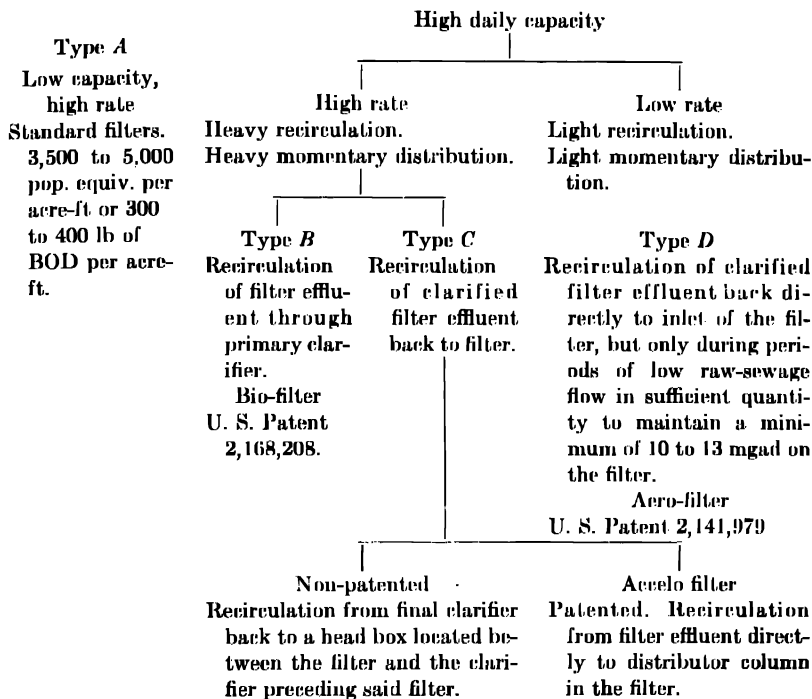 High daily capacity
Type A
Low capacity,
high rate
Standard filters.
3,500 to 5,000
pop. equiv. per
acre-ft or 300
to 400 lb of
BOD per acre-
ft.
High rate
Heavy recirculation.
Heavy momentary distribution.
Low rate
Light recirculation.
Light momentary distribu-
tion.
Type B
Recirculation
of filter efflu-
ent through
primary clar-
ifier.
Bio-filter
U. S. Patent
2,168,208.
Type C
Recirculation
of clarified
filter effluent
back to filter.
Type D
Recirculation of clarified
filter effluent back di-
rectly to inlet of the fil-
ter, but only during peri-
ods of low raw-sewage
flow in sufficient quanti-
ty to maintain a mini-
mum of 10 to 13 mgad on
the filter.
Aero-filter
U. S. Patent 2,141,979
Non-patented
Recirculation from final clarifier
back to a head box located be-
tween the filter and the clari-
fier preceding said filter.
Accelo filter
Patented. Recirculation
from filter effluent direct-
ly to distributor column
in the filter.